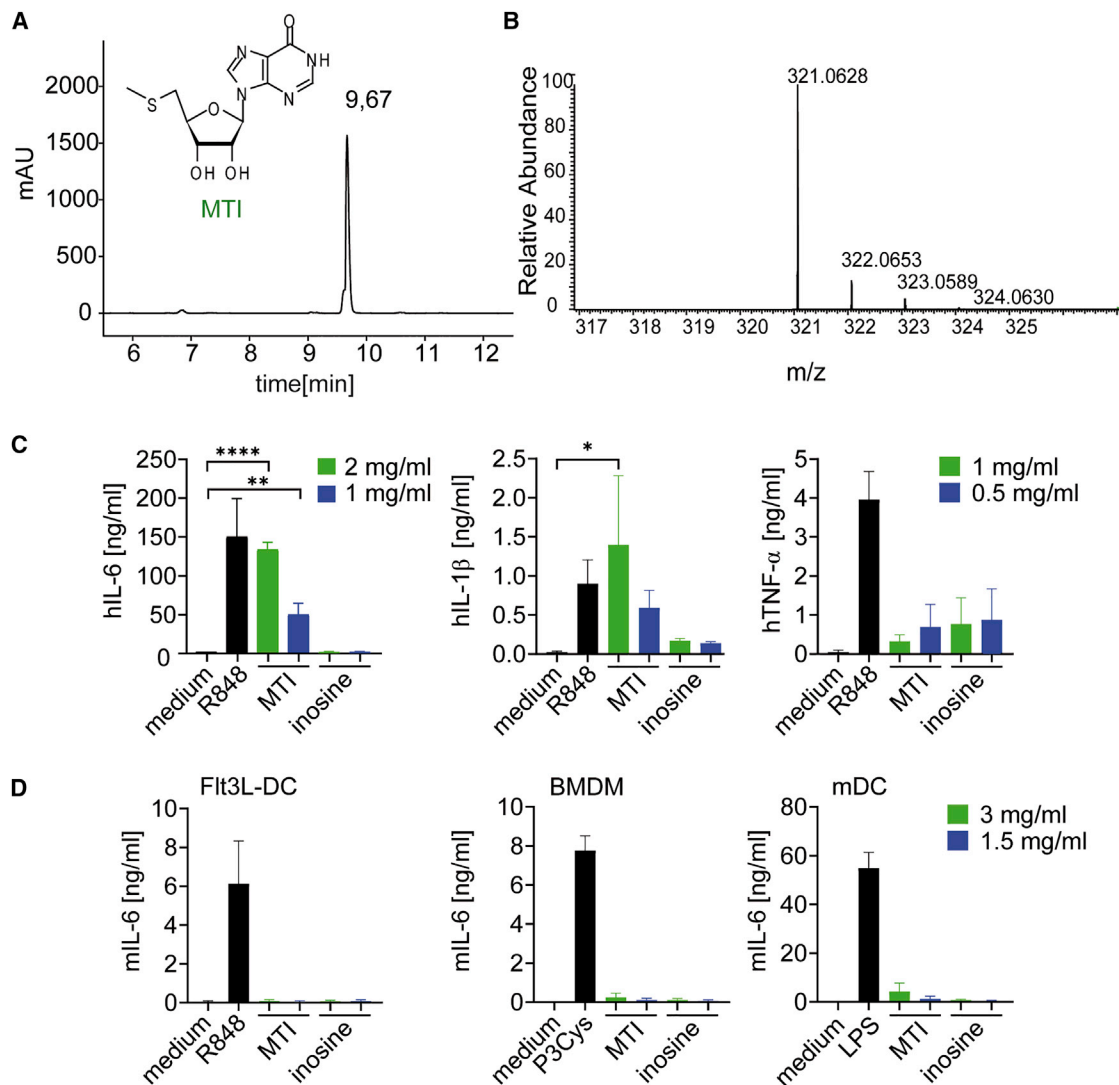 A
O
N
NH
N
N
S
O
N
OH OH
MTI
9,67
2000
1500
1000
500
0
mAU
6 7 8 9 10 11 12
time[min]
B
321.0628
322.0653
323.0589
324.0630
100
80
60
40
20
0
Relative Abundance
317 318 319 320 321 322 323 324 325
m/z
C
****
**
2 mg/ml
1 mg/ml
250
200
150
100
50
0
hIL-6 [ng/ml]
medium R848 MTI inosine
*
2.5
2.0
1.5
1.0
0.5
0.0
hIL-1β [ng/ml]
medium R848 MTI inosine
1 mg/ml
0.5 mg/ml
5
4
3
2
1
0
hTNF-α [ng/ml]
medium R848 MTI inosine
D
Flt3L-DC
10
8
6
4
2
0
mIL-6 [ng/ml]
medium R848 MTI inosine
BMDM
10
8
6
4
2
0
mIL-6 [ng/ml]
medium P3Cys MTI inosine
mDC
3 mg/ml
1.5 mg/ml
80
60
40
20
0
mIL-6 [ng/ml]
medium LPS MTI inosine